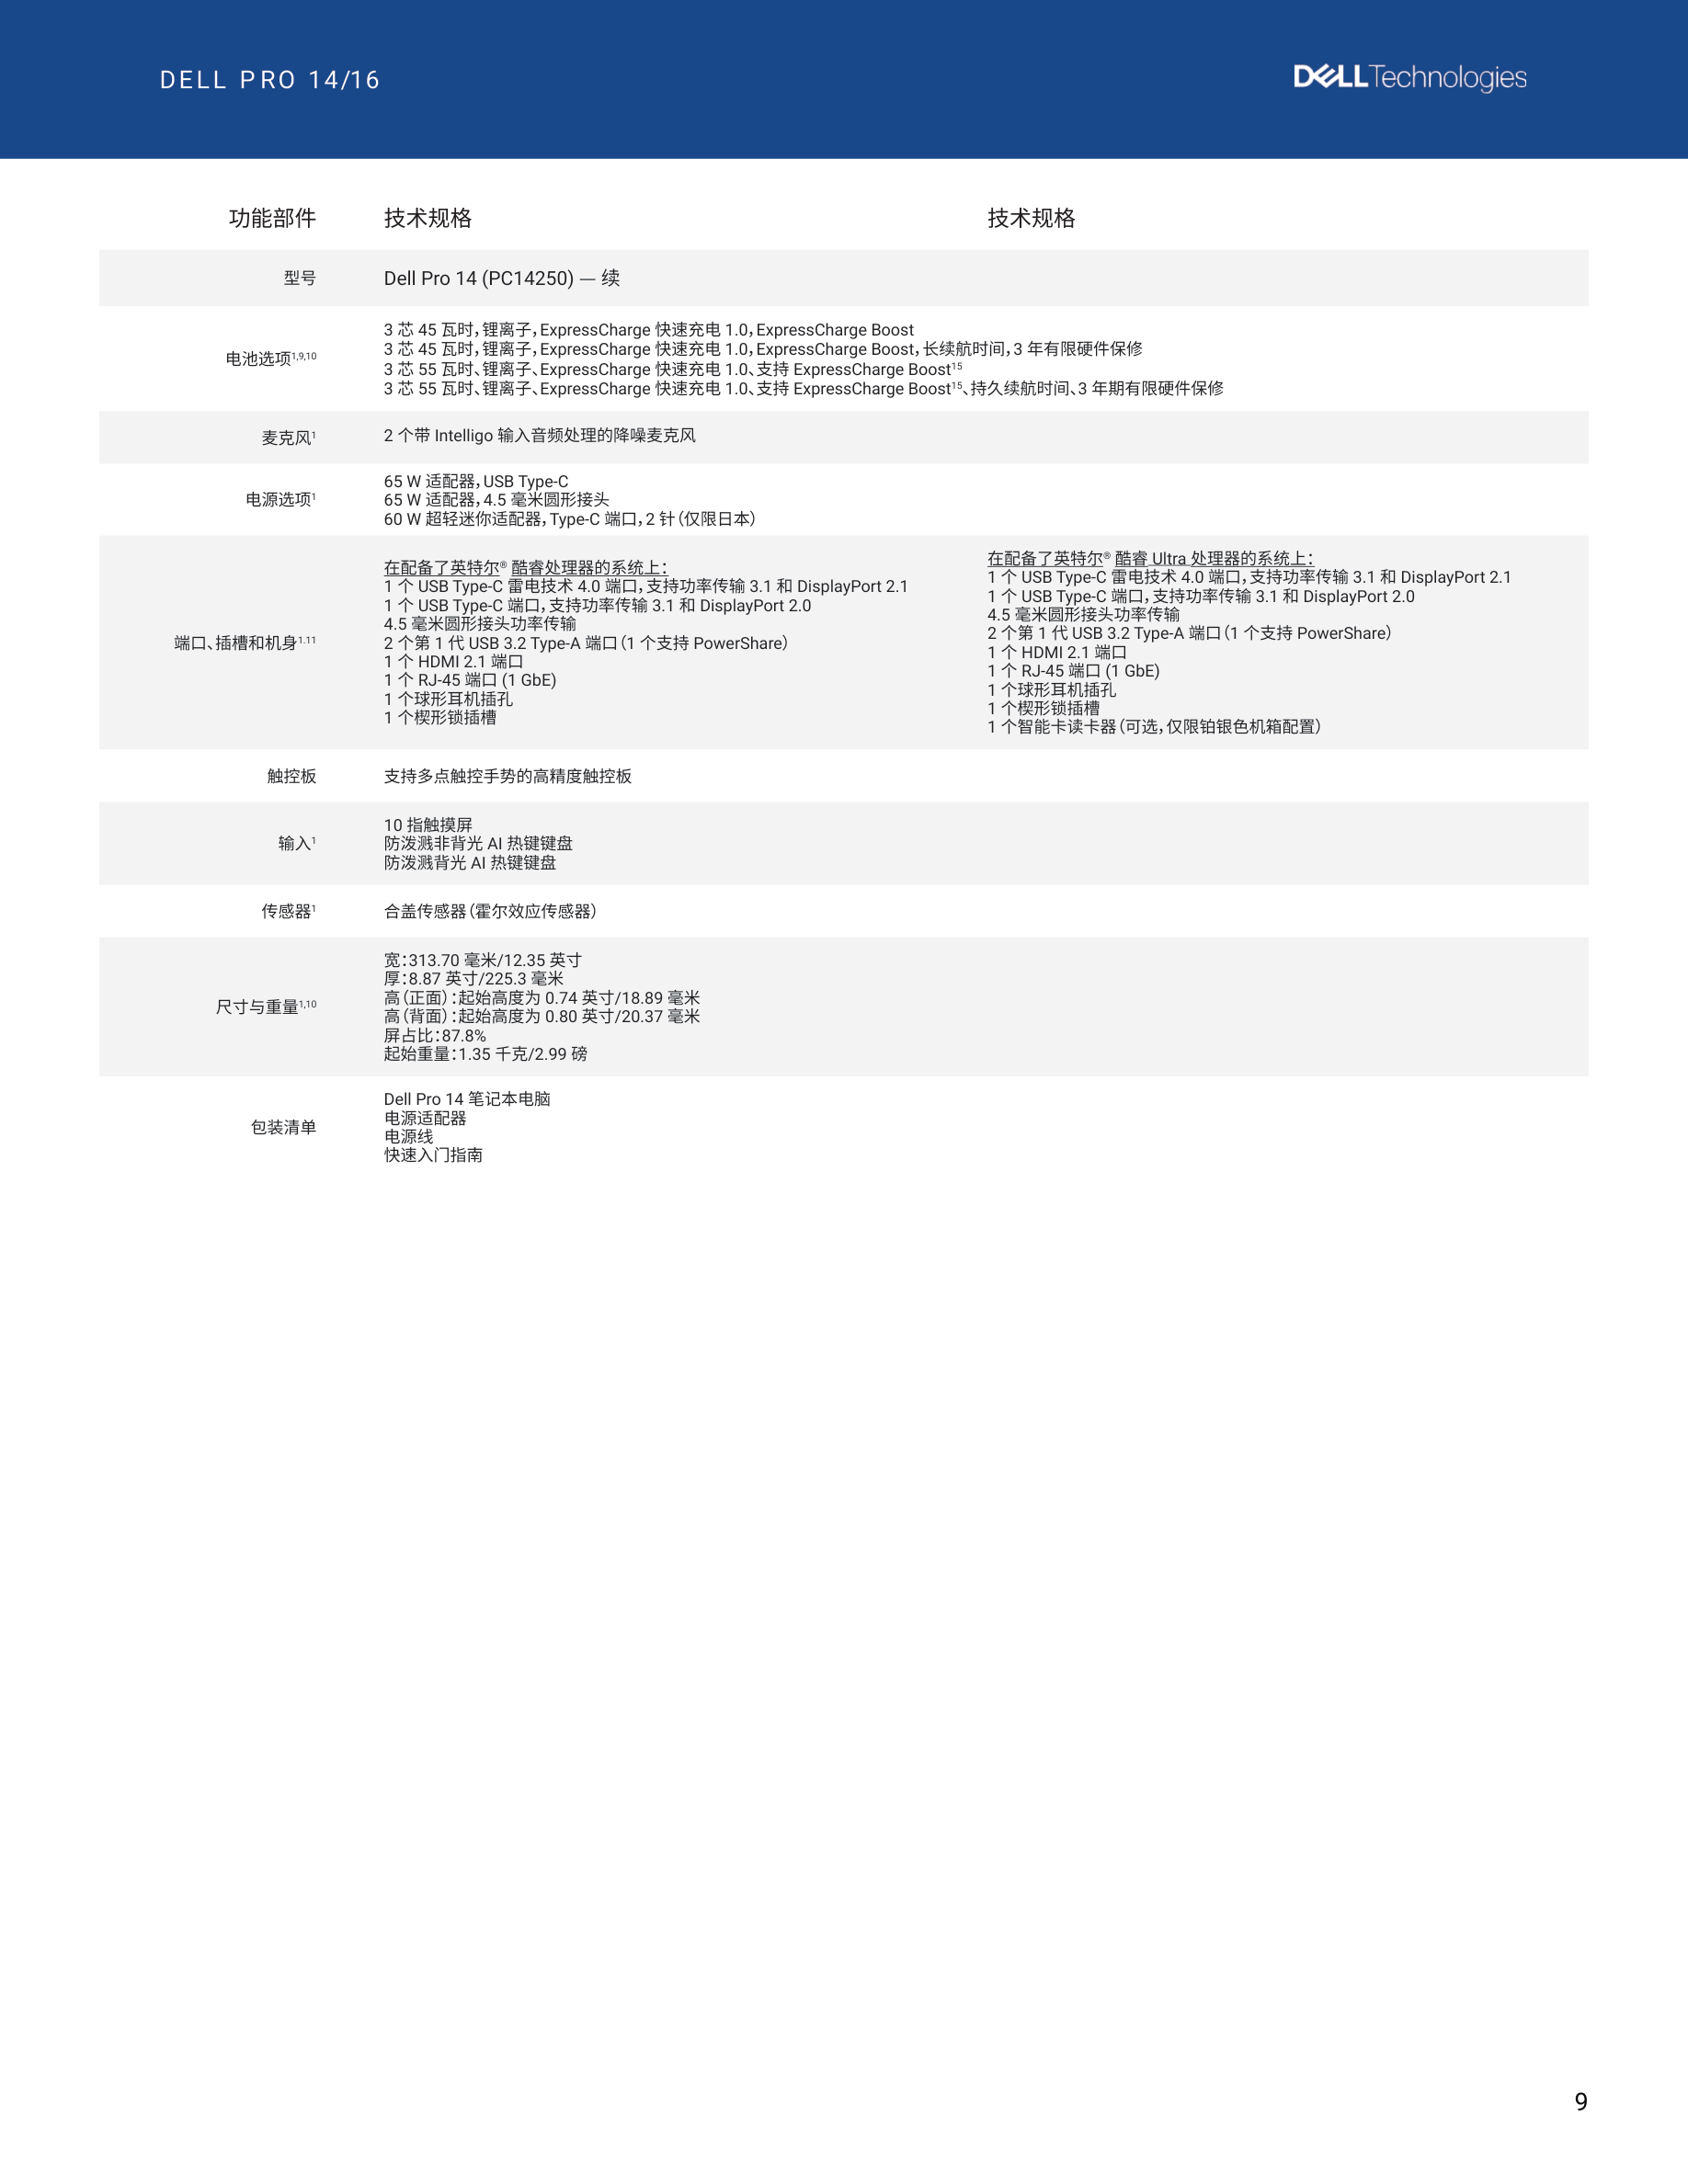 DELL PRO 14/16
DELLTechnologies
功能部件
技术规格
技术规格
型号
Dell Pro 14 (PC14250) — 续
电池选项1,9,10
3 芯 45 瓦时，锂离子，ExpressCharge 快速充电 1.0，ExpressCharge Boost
3 芯 45 瓦时，锂离子，ExpressCharge 快速充电 1.0，ExpressCharge Boost，长续航时间，3 年有限硬件保修
3 芯 55 瓦时、锂离子、ExpressCharge 快速充电 1.0、支持 ExpressCharge Boost15
3 芯 55 瓦时、锂离子、ExpressCharge 快速充电 1.0、支持 ExpressCharge Boost15、持久续航时间、3 年期有限硬件保修
麦克风1
2 个带 Intelligo 输入音频处理的降噪麦克风
电源选项1
65 W 适配器，USB Type-C
65 W 适配器，4.5 毫米圆形接头
60 W 超轻迷你适配器，Type-C 端口，2 针（仅限日本）
端口、插槽和机身1.11
在配备了英特尔® 酷睿处理器的系统上：
1 个 USB Type-C 雷电技术 4.0 端口，支持功率传输 3.1 和 DisplayPort 2.1
1 个 USB Type-C 端口，支持功率传输 3.1 和 DisplayPort 2.0
4.5 毫米圆形接头功率传输
2 个第 1 代 USB 3.2 Type-A 端口（1 个支持 PowerShare）
1 个 HDMI 2.1 端口
1 个 RJ-45 端口 (1 GbE)
1 个球形耳机插孔
1 个楔形锁插槽
在配备了英特尔® 酷睿 Ultra 处理器的系统上：
1 个 USB Type-C 雷电技术 4.0 端口，支持功率传输 3.1 和 DisplayPort 2.1
1 个 USB Type-C 端口，支持功率传输 3.1 和 DisplayPort 2.0
4.5 毫米圆形接头功率传输
2 个第 1 代 USB 3.2 Type-A 端口（1 个支持 PowerShare）
1 个 HDMI 2.1 端口
1 个 RJ-45 端口 (1 GbE)
1 个球形耳机插孔
1 个楔形锁插槽
1 个智能卡读卡器（可选，仅限铂银色机箱配置）
触控板
支持多点触控手势的高精度触控板
输入1
10 指触摸屏
防泼溅非背光 AI 热键键盘
防泼溅背光 AI 热键键盘
传感器1
合盖传感器（霍尔效应传感器）
尺寸与重量1,10
宽：313.70 毫米/12.35 英寸
厚：8.87 英寸/225.3 毫米
高（正面）：起始高度为 0.74 英寸/18.89 毫米
高（背面）：起始高度为 0.80 英寸/20.37 毫米
屏占比：87.8%
起始重量：1.35 千克/2.99 磅
包装清单
Dell Pro 14 笔记本电脑
电源适配器
电源线
快速入门指南
9